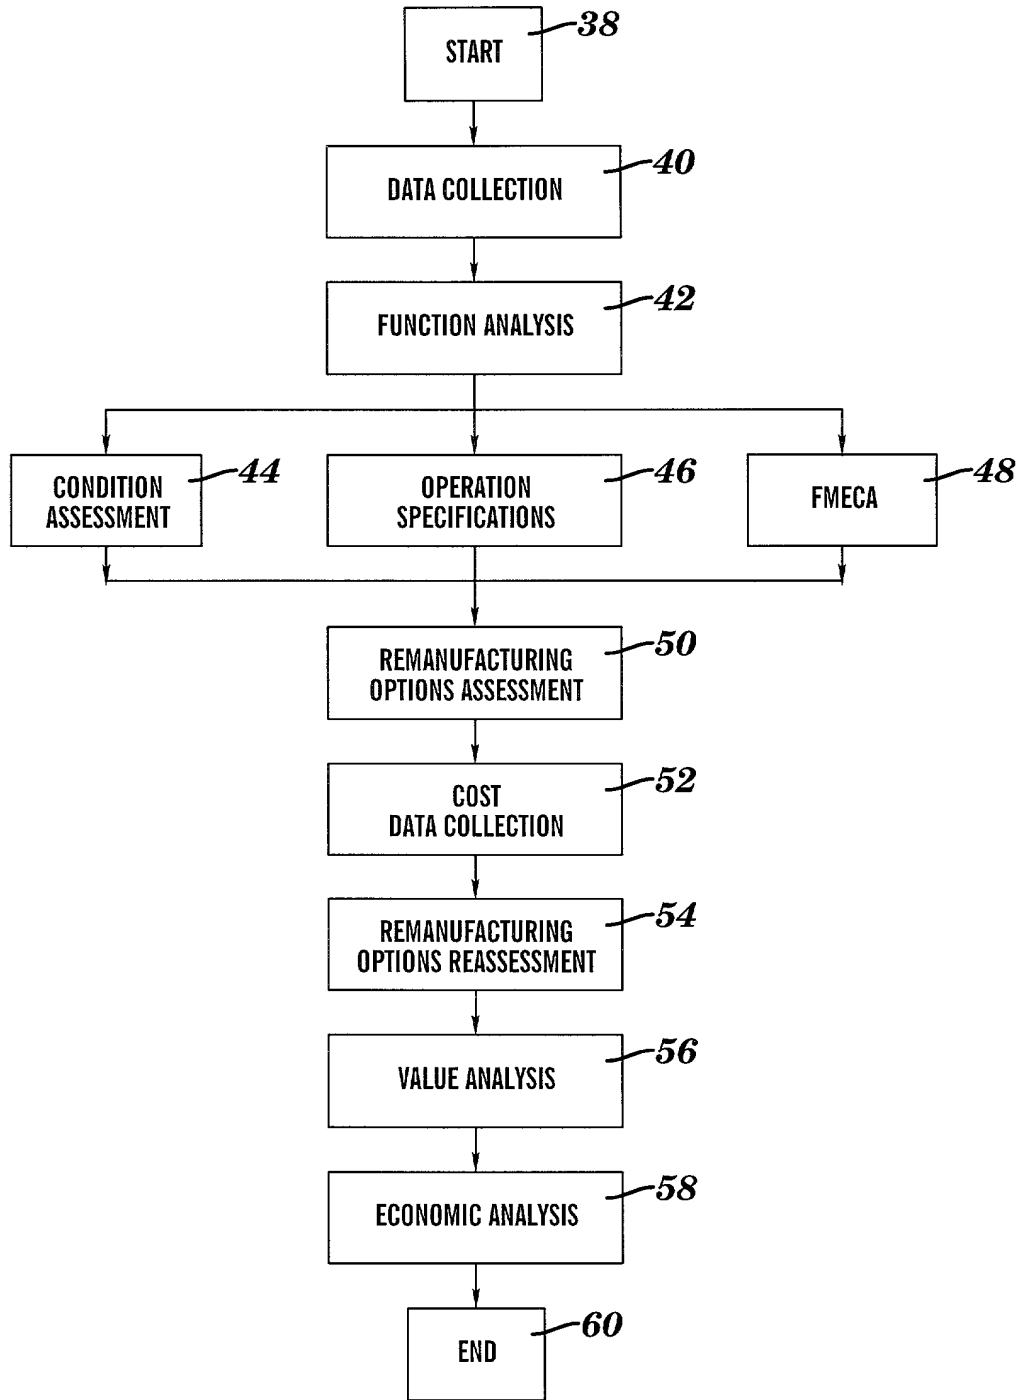 START
38
DATA COLLECTION
40
FUNCTION ANALYSIS
42
CONDITION
ASSESSMENT
44
OPERATION
SPECIFICATIONS
46
FMECA
48
REMANUFACTURING
OPTIONS ASSESSMENT
50
COST
DATA COLLECTION
52
REMANUFACTURING
OPTIONS REASSESSMENT
54
VALUE ANALYSIS
56
ECONOMIC ANALYSIS
58
END
60